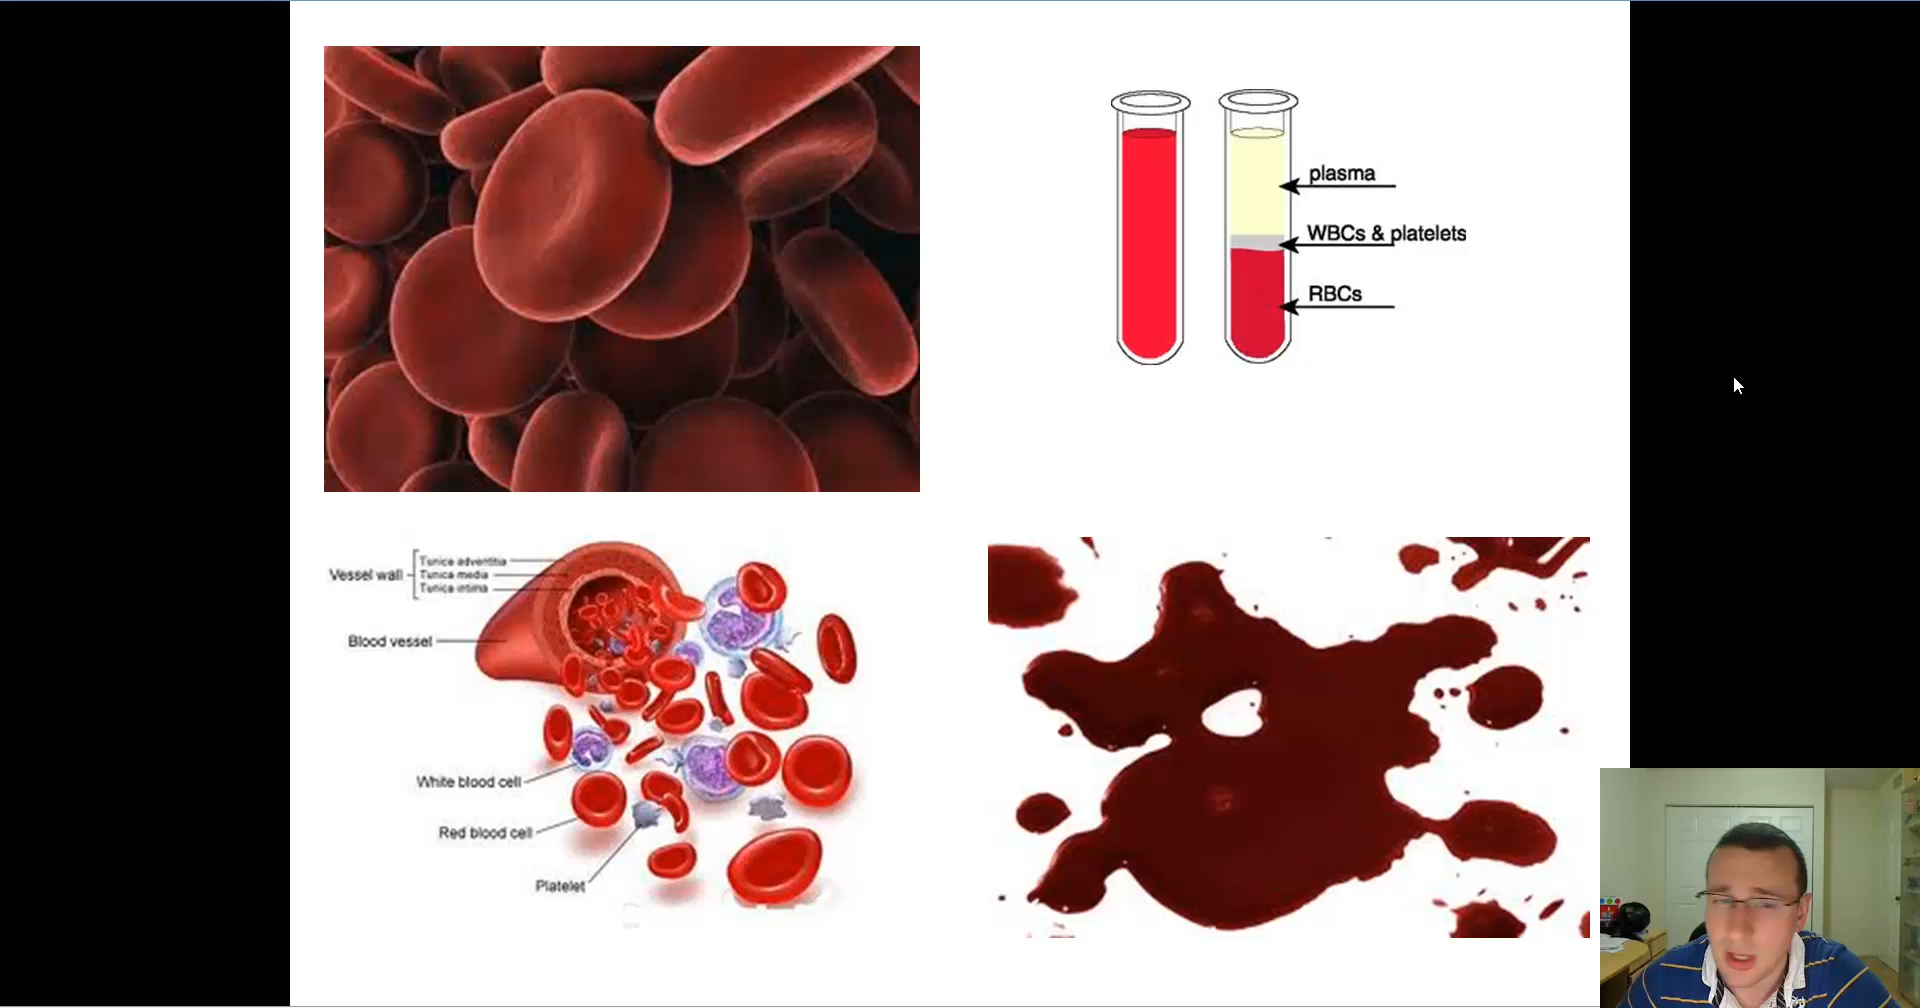 plasma
WBCs & platelets
RBCs
Vessel wall
Tunica adventitia
Tunica media
Tunica intima
Blood vessel
White blood cell
Red blood cell
Platelet